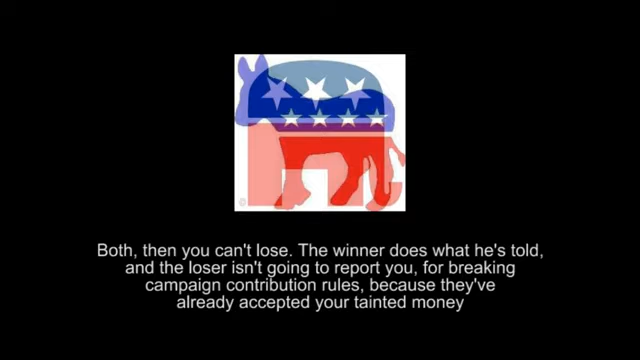 Both, then you can't lose. The winner does what he's told,
and the loser isn't going to report you, for breaking
campaign contribution rules, because they've
already accepted your tainted money
©